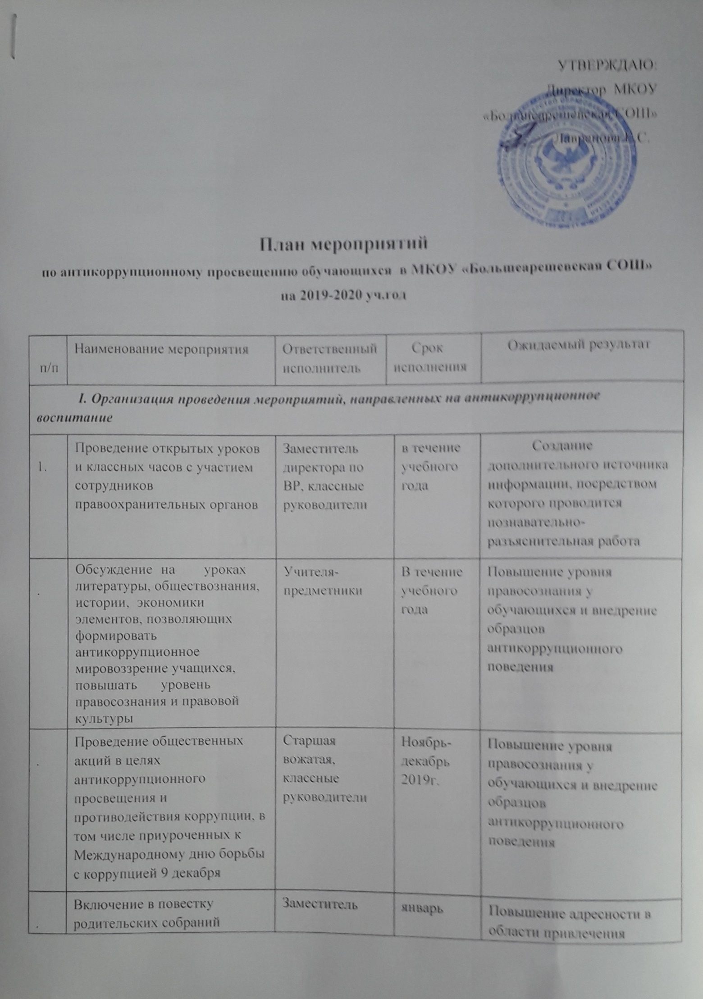 УТВЕРЖДАЮ:
Директор МКОУ
«Большеарешевская СОШ»
С.
План мероприятий
по антикоррупционному просвещению обучающихся в МКОУ «Большеарешевская СОШ»
на 2019-2020 уч.год
п/п
Наименование мероприятия
Ответственный
исполнитель
Срок
исполнения
Ожидаемый результат
I. Организация проведения мероприятий, направленных на антикоррупционное
воспитание
1.
Проведение открытых уроков
и классных часов с участием
сотрудников
правоохранительных органов
Заместитель
директора по
ВР, классные
руководители
в течение
учебного
года
Создание
дополнительного источника
информации, посредством
которого проводится
познавательно-
разъяснительная работа
.
Обсуждение на уроках
литературы, обществознания,
истории, экономики
элементов, позволяющих
формировать
антикоррупционное
мировоззрение учащихся,
повышать уровень
правосознания и правовой
культуры
Учителя-
предметники
В течение
учебного
года
Повышение уровня
правосознания у
обучающихся и внедрение
образцов
антикоррупционного
поведения
.
Проведение общественных
акций в целях
антикоррупционного
просвещения и
противодействия коррупции, в
том числе приуроченных к
Международному дню борьбы
с коррупцией 9 декабря
Старшая
вожатая,
классные
руководители
Ноябрь-
декабрь
2019г.
Повышение уровня
правосознания у
обучающихся и внедрение
образцов
антикоррупционного
поведения
.
Включение в повестку
родительских собраний
Заместитель
январь
Повышение адресности в
области привлечения